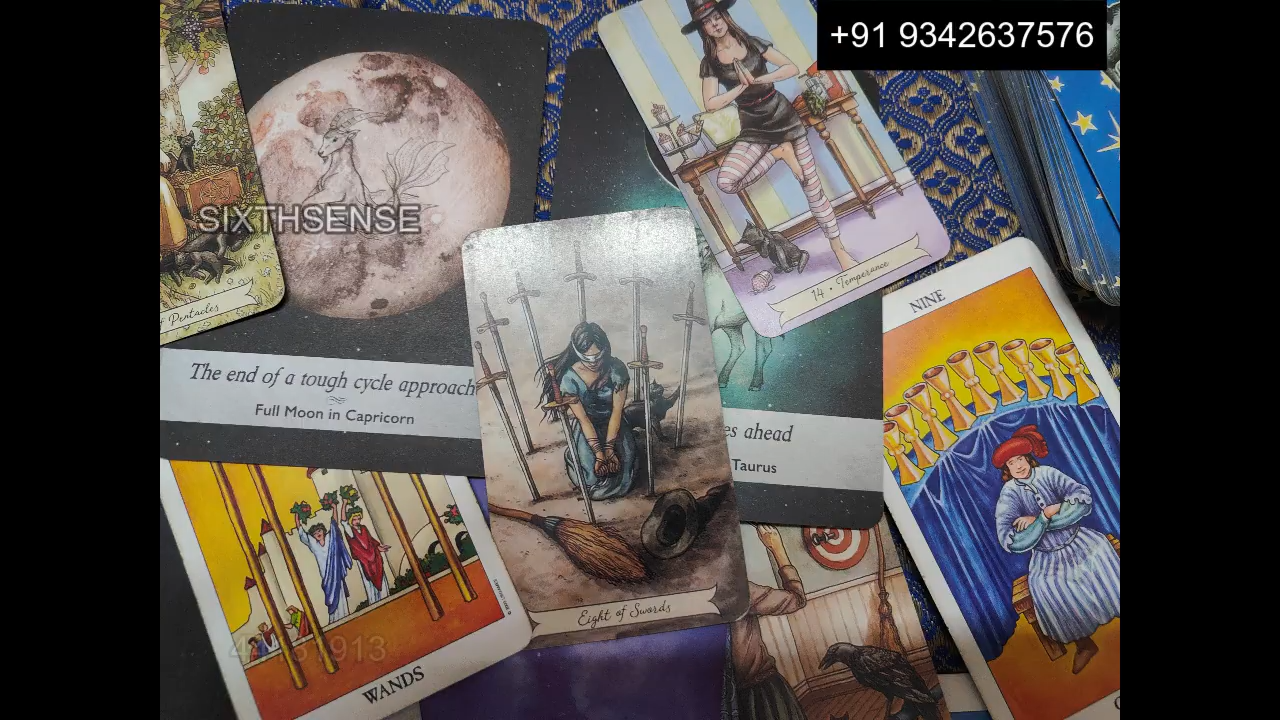 +91 9342637576
SIXTHSENSE
14 • Temperance
NINE
f Pentacles
The end of a tough cycle approach
Full Moon in Capricorn
es ahead
Taurus
Eight of Swords
WANDS